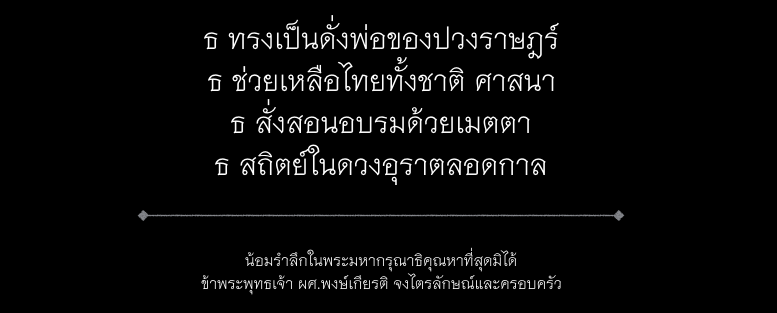 ธ ทรงเป็นดั่งพ่อของปวงราษฎร์
ธ ช่วยเหลือไทยทั้งชาติ ศาสนา
ธ สั่งสอนอบรมด้วยเมตตา
ธ สถิตย์ในดวงอุราตลอดกาล
น้อมรำลึกในพระมหากรุณาธิคุณหาที่สุดมิได้
ข้าพระพุทธเจ้า ผศ.พงษ์เกียรติ จงไตรลักษณ์และครอบครัว